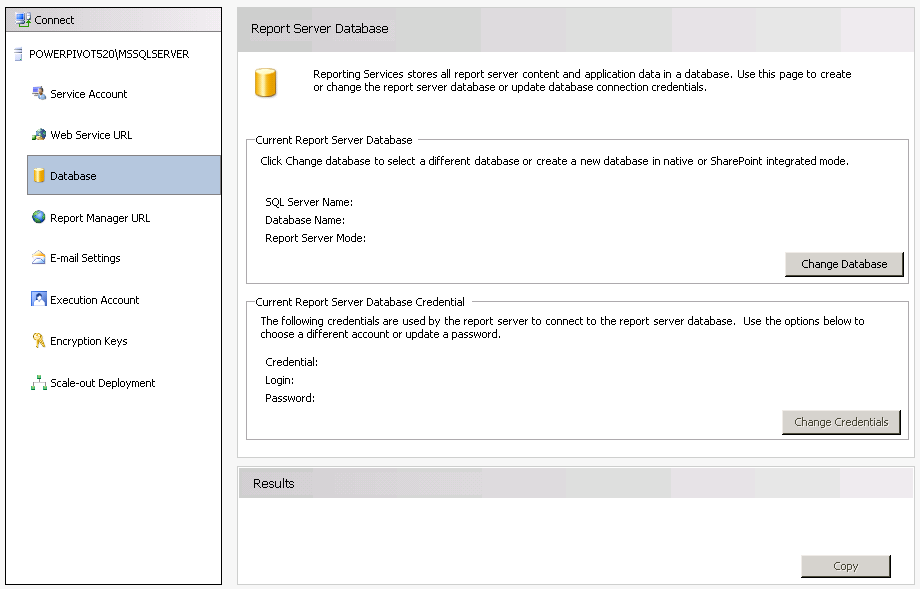 Connect
POWERPIVOT520\MSSQLSERVER
Service Account
Web Service URL
Database
Report Manager URL
E-mail Settings
Execution Account
Encryption Keys
Scale-out Deployment
Report Server Database
Reporting Services stores all report server content and application data in a database. Use this page to create
or change the report server database or update database connection credentials.
Current Report Server Database
Click Change database to select a different database or create a new database in native or SharePoint integrated mode.
SQL Server Name:
Database Name:
Report Server Mode:
Change Database
Current Report Server Database Credential
The following credentials are used by the report server to connect to the report server database. Use the options below to
choose a different account or update a password.
Credential:
Login:
Password:
Change Credentials
Results
Copy